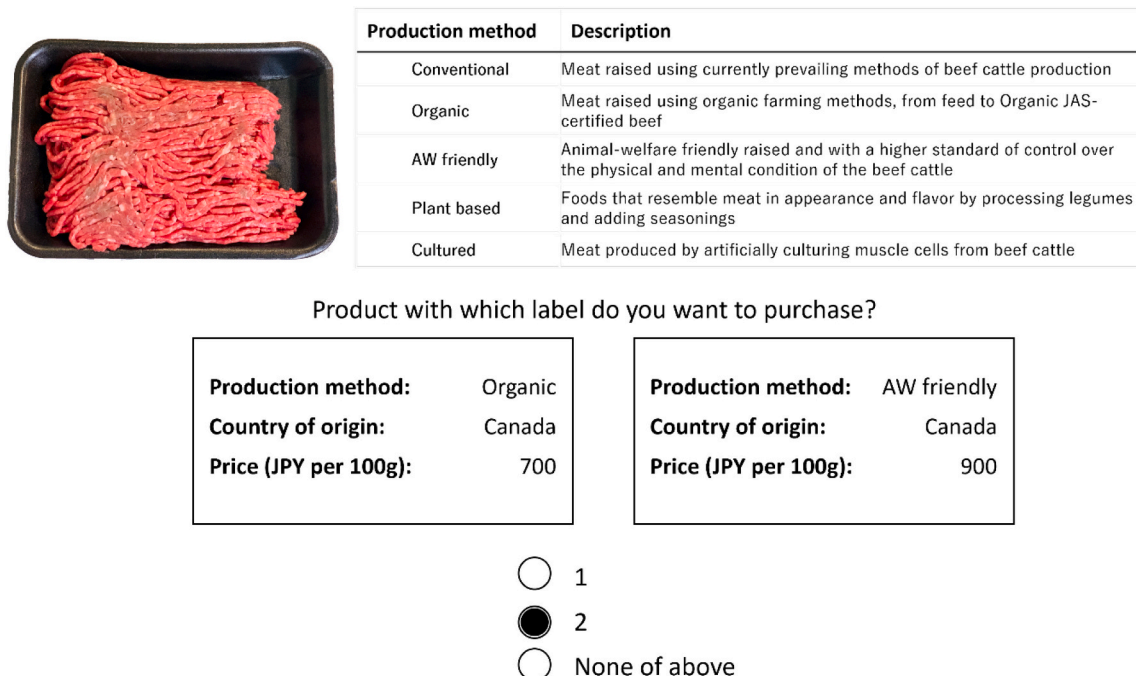 Production method Description
Conventional Meat raised using currently prevailing methods of beef cattle production
Organic Meat raised using organic farming methods, from feed to Organic JAS-
certified beef
AW friendly Animal-welfare friendly raised and with a higher standard of control over
the physical and mental condition of the beef cattle
Plant based Foods that resemble meat in appearance and flavor by processing legumes
and adding seasonings
Cultured Meat produced by artificially culturing muscle cells from beef cattle
Product with which label do you want to purchase?
Production method: Organic
Country of origin: Canada
Price (JPY per 100g): 700
Production method: AW friendly
Country of origin: Canada
Price (JPY per 100g): 900
1
2
None of above